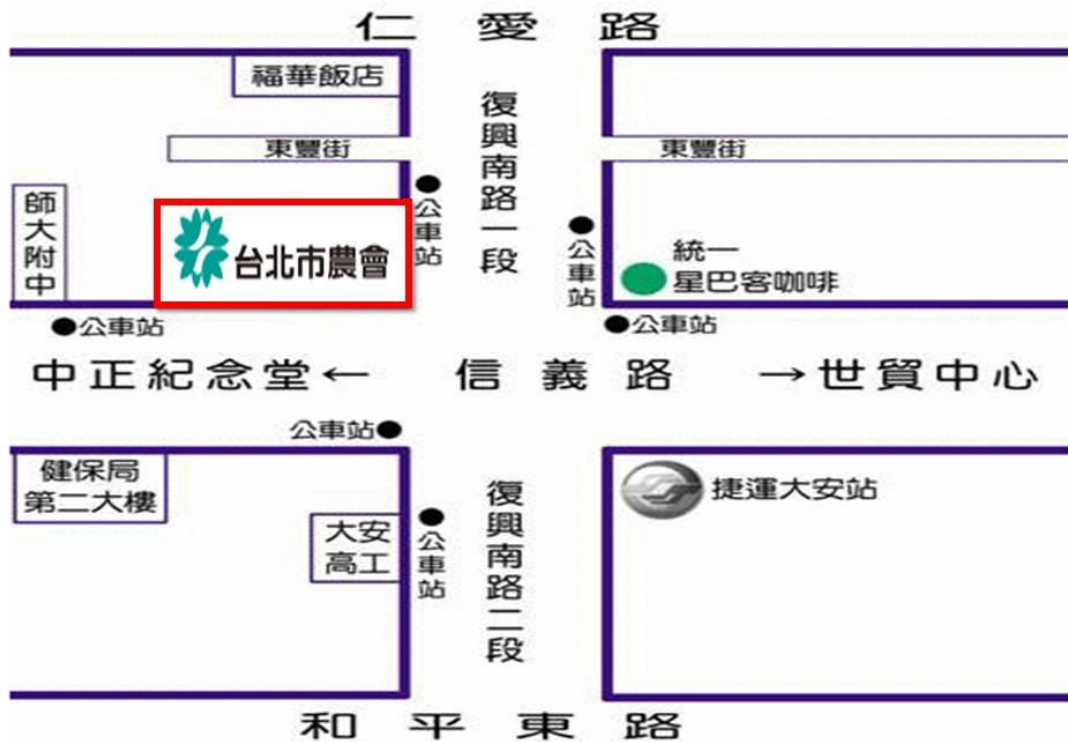 仁愛路
福華飯店
復興南路一段
東豐街
東豐街
師大附中
台北市農會
公車站
公車站
統一
星巴客咖啡
公車站
公車站
中正紀念堂← 信義路 →世貿中心
公車站
健保局
第二大樓
大安
高工
公車站
復興南路二段
捷運大安站
和平東路